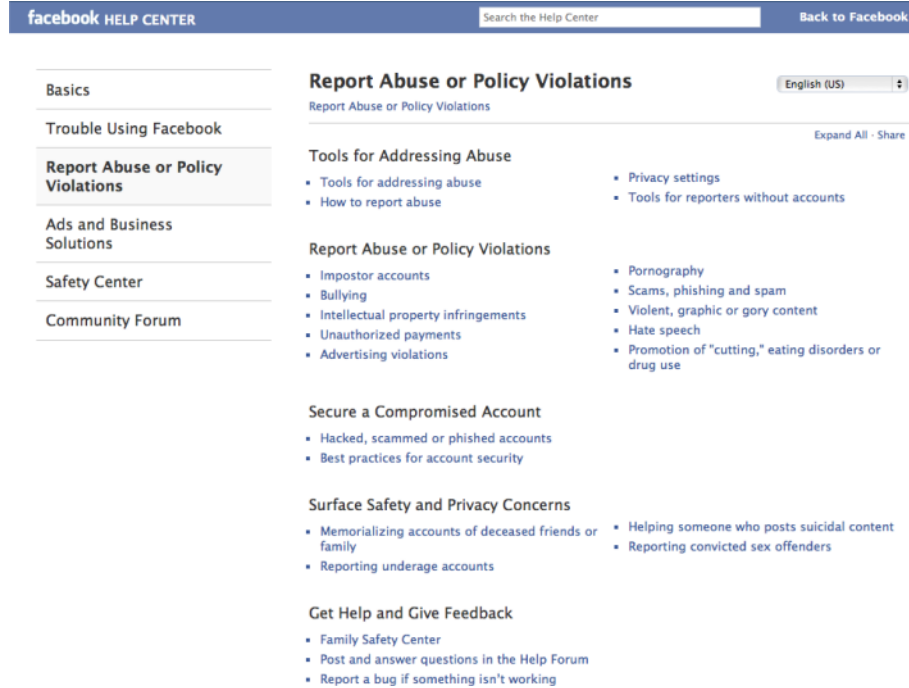 facebook HELP CENTER
Search the Help Center
Back to Facebook
Basics
Trouble Using Facebook
Report Abuse or Policy
Violations
Ads and Business
Solutions
Safety Center
Community Forum
Report Abuse or Policy Violations
English (US)
Report Abuse or Policy Violations
Expand All · Share
Tools for Addressing Abuse
Tools for addressing abuse
How to report abuse
Privacy settings
Tools for reporters without accounts
Report Abuse or Policy Violations
Impostor accounts
Bullying
Intellectual property infringements
Unauthorized payments
Advertising violations
Pornography
Scams, phishing and spam
Violent, graphic or gory content
Hate speech
Promotion of "cutting," eating disorders or
drug use
Secure a Compromised Account
Hacked, scammed or phished accounts
Best practices for account security
Surface Safety and Privacy Concerns
Memorializing accounts of deceased friends or
family
Reporting underage accounts
Helping someone who posts suicidal content
Reporting convicted sex offenders
Get Help and Give Feedback
Family Safety Center
Post and answer questions in the Help Forum
Report a bug if something isn't working